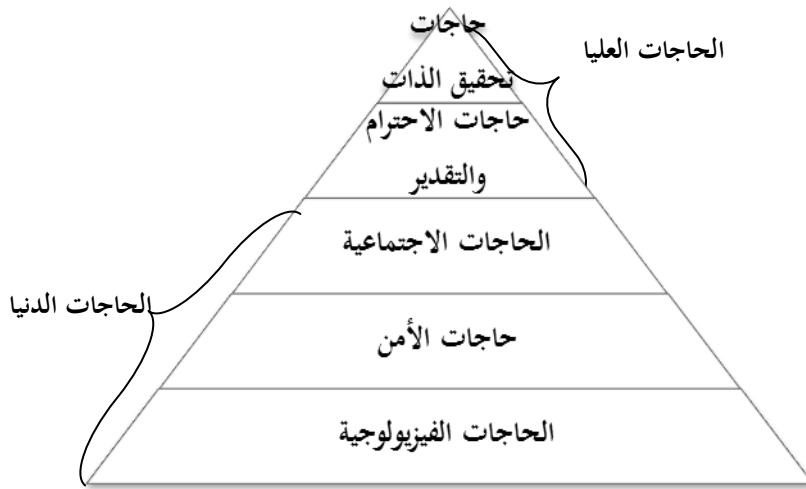 حاجات
تحقيق الذات
الحاجات العليا
حاجات الاحترام
والتقدير
الحاجات الاجتماعية
الحاجات الدنيا
حاجات الأمن
الحاجات الفيزيولوجية